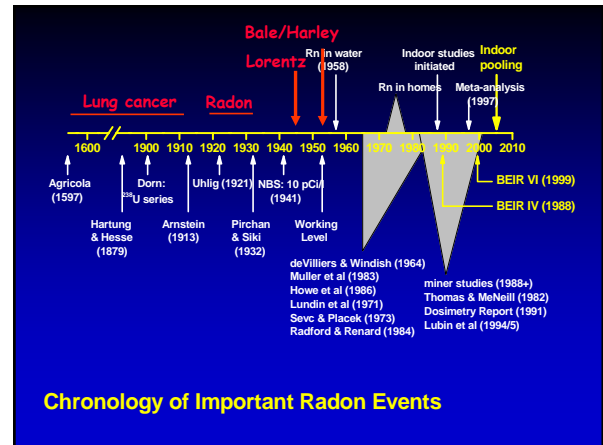 Bale/Harley
Lorentz
Rn in water
(1958)
Indoor studies
initiated
Indoor
pooling
Rn in homes
Meta-analysis
(1997)
Lung cancer
Radon
1600 1900 1910 1920 1930 1940 1950 1960 1970 1980 1990 2000 2010
Agricola
(1597)
Dorn:
238U series
Uhlig (1921)
NBS: 10 pCi/l
(1941)
BEIR VI (1999)
BEIR IV (1988)
Hartung
& Hesse
(1879)
Arnstein
(1913)
Pirchan
& Siki
(1932)
Working
Level
deVilliers & Windish (1964)
Muller et al (1983)
Howe et al (1986)
Lundin et al (1971)
Sevc & Placek (1973)
Radford & Renard (1984)
miner studies (1988+)
Thomas & MeNeill (1982)
Dosimetry Report (1991)
Lubin et al (1994/5)
Chronology of Important Radon Events